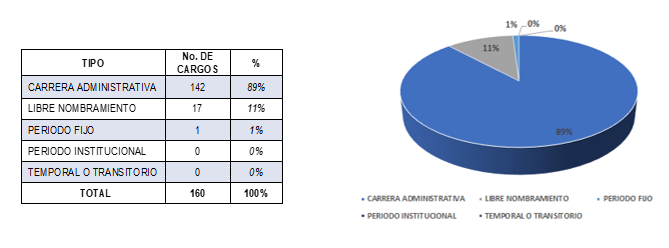 TIPO No. DE CARGOS %
CARRERA ADMINISTRATIVA 142 89%
LIBRE NOMBRAMIENTO 17 11%
PERIODO FIJO 1 1%
PERIODO INSTITUCIONAL 0 0%
TEMPORAL O TRANSITORIO 0 0%
TOTAL 160 100%
1% 0%
0%
11%
89%
CARRERA ADMINISTRATIVA LIBRE NOMBRAMIENTO PERIODO FIJO
PERIODO INSTITUCIONAL TEMPORAL O TRANSITORIO